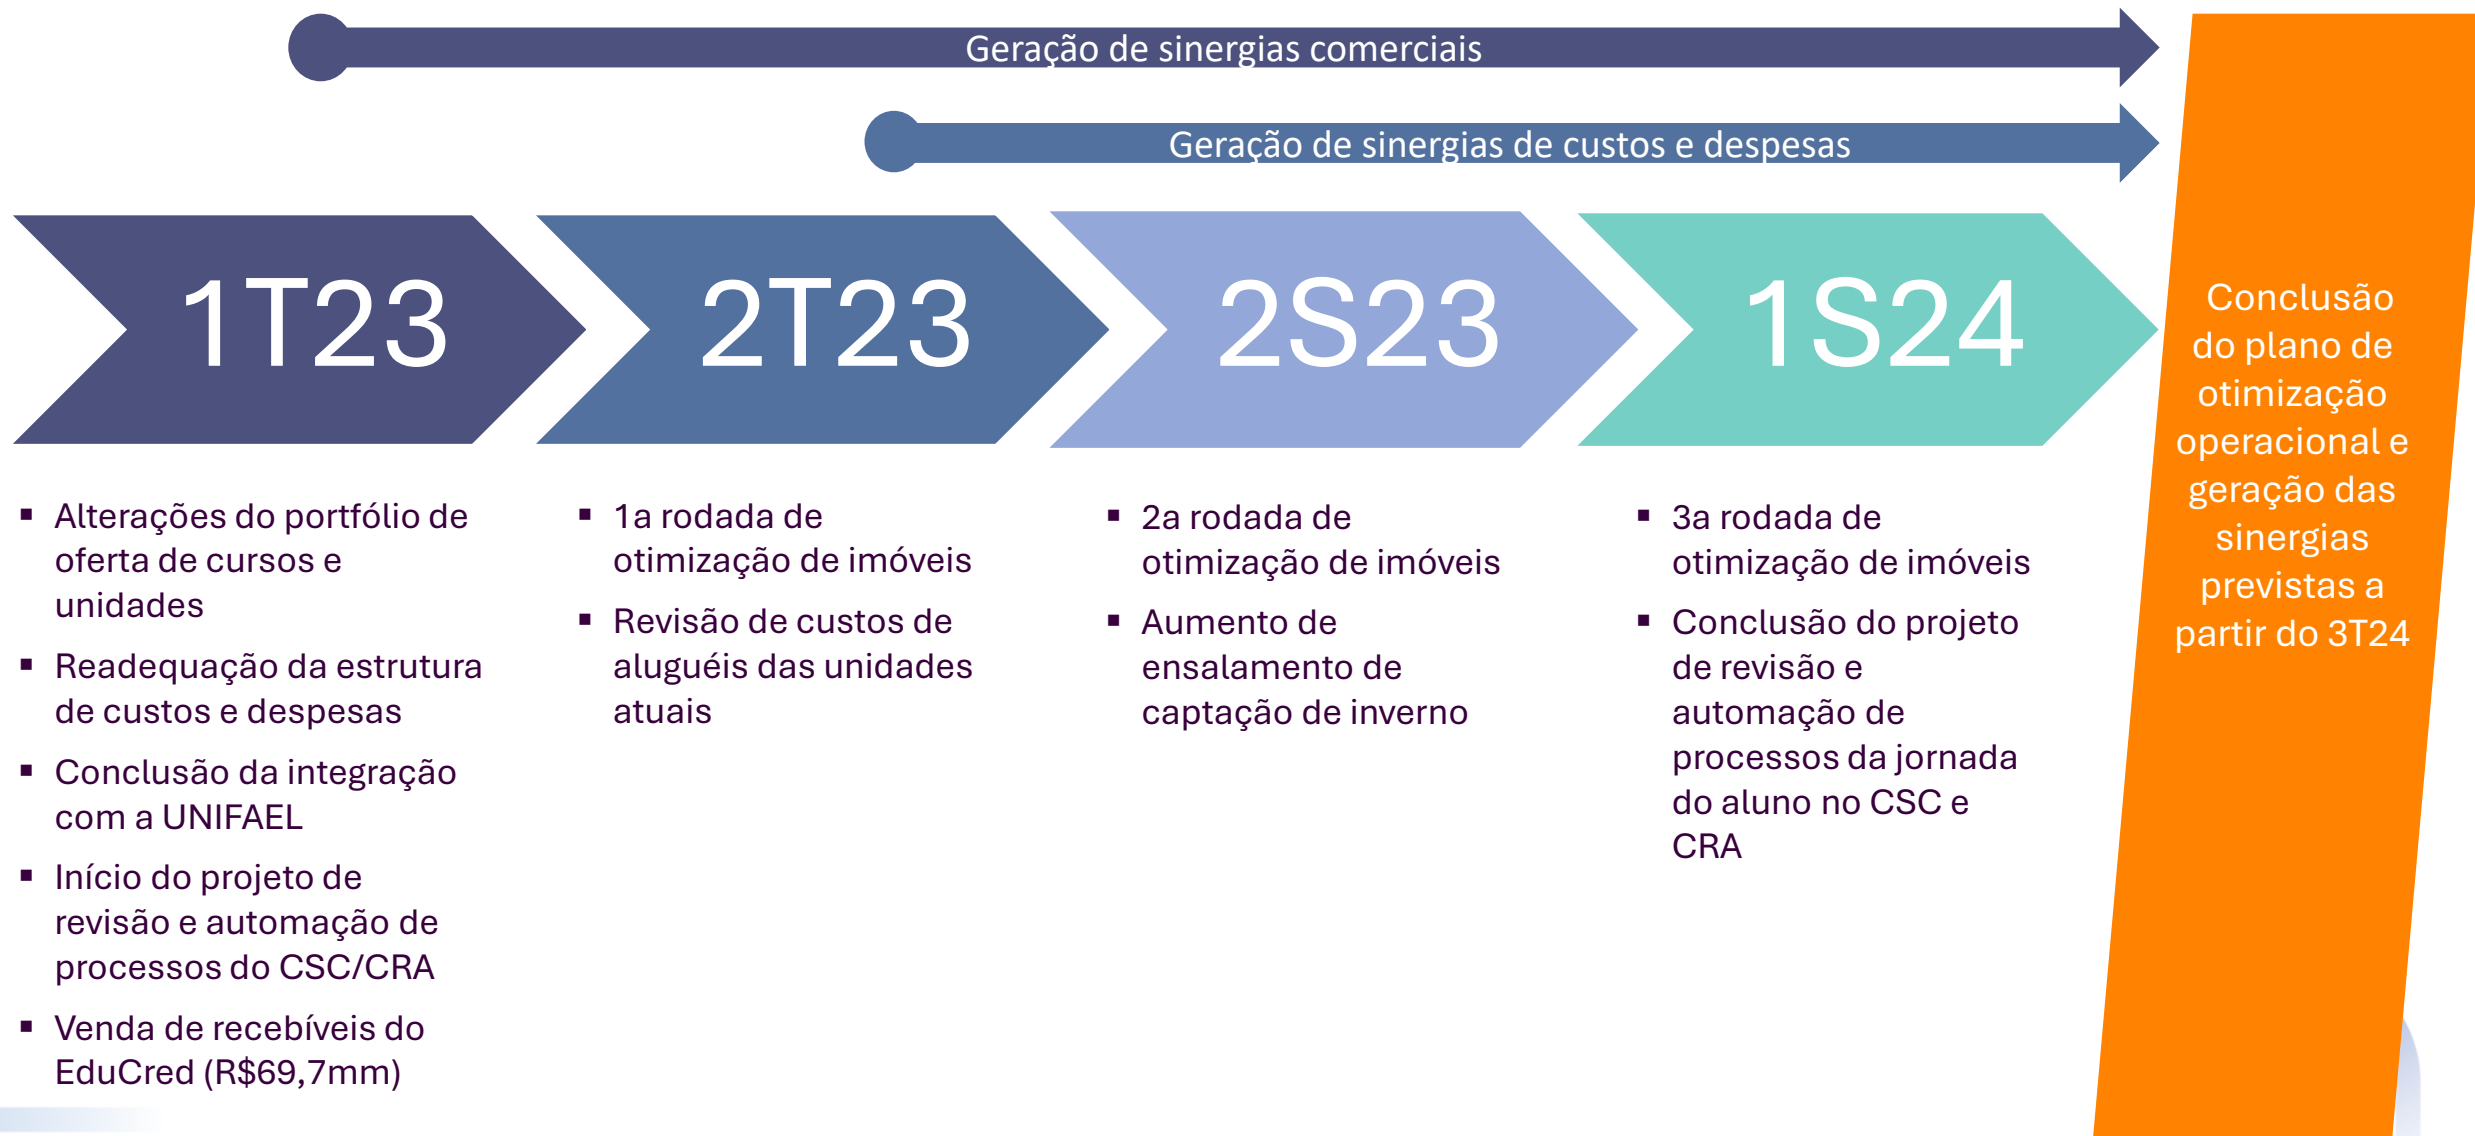 Geração de sinergias comerciais
Geração de sinergias de custos e despesas
1T23
2T23
2S23
1S24
▪ Alterações do portfólio de
oferta de cursos e
unidades
▪ Readequação da estrutura
de custos e despesas
▪ Conclusão da integração
com a UNIFAEL
▪ Início do projeto de
revisão e automação de
processos do CSC/CRA
▪ Venda de recebíveis do
EduCred (R$69,7mm)
▪ 1a rodada de
otimização de imóveis
▪ Revisão de custos de
aluguéis das unidades
atuais
▪ 2a rodada de
otimização de imóveis
▪ Aumento de
ensalamento de
captação de inverno
▪ 3a rodada de
otimização de imóveis
▪ Conclusão do projeto
de revisão e
automação de
processos da jornada
do aluno no CSC e
CRA
Conclusão
do plano de
otimização
operacional e
geração das
sinergias
previstas a
partir do 3T24